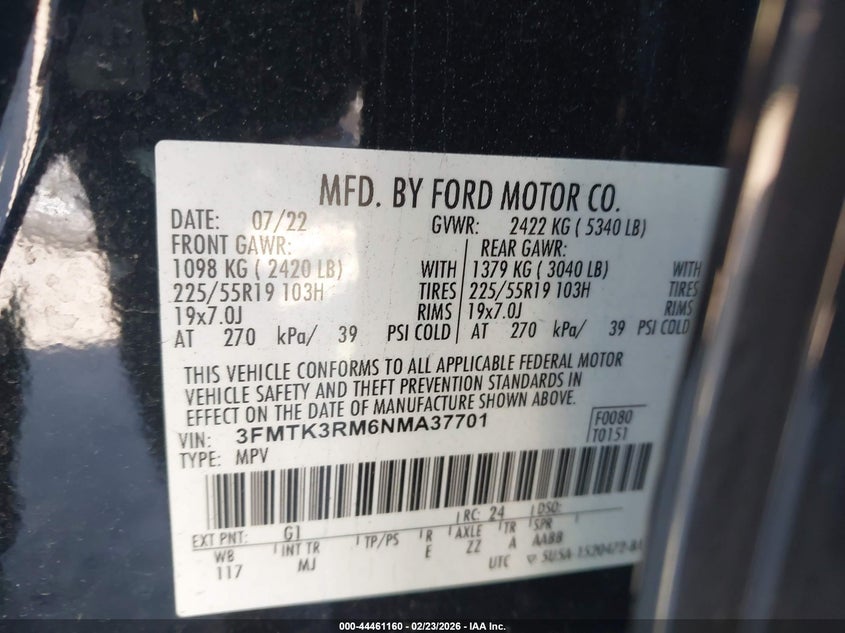 MFD. BY FORD MOTOR CO.
DATE: 07/22 GVWR: 2422 KG ( 5340 LB)
FRONT GAWR: REAR GAWR:
1098 KG ( 2420 LB) WITH 1379 KG ( 3040 LB) WITH
225/55R19 103H TIRES 225/55R19 103H TIRES
19x7.0J RIMS 19x7.0J RIMS
AT 270 kPa/ 39 PSI COLD AT 270 kPa/ 39 PSI COLD
THIS VEHICLE CONFORMS TO ALL APPLICABLE FEDERAL MOTOR
VEHICLE SAFETY AND THEFT PREVENTION STANDARDS IN
EFFECT ON THE DATE OF MANUFACTURE SHOWN ABOVE.
VIN: 3FMTK3RM6NMA37701 F0080
TYPE: MPV T0151
EXT PNT: G1 RC: 24 DSO:
WB INT TR TP/PS R AXLE TR SPR
117 MJ E ZZ A AABB
UTC
000-44461160 - 02/23/2026 - IAA Inc.